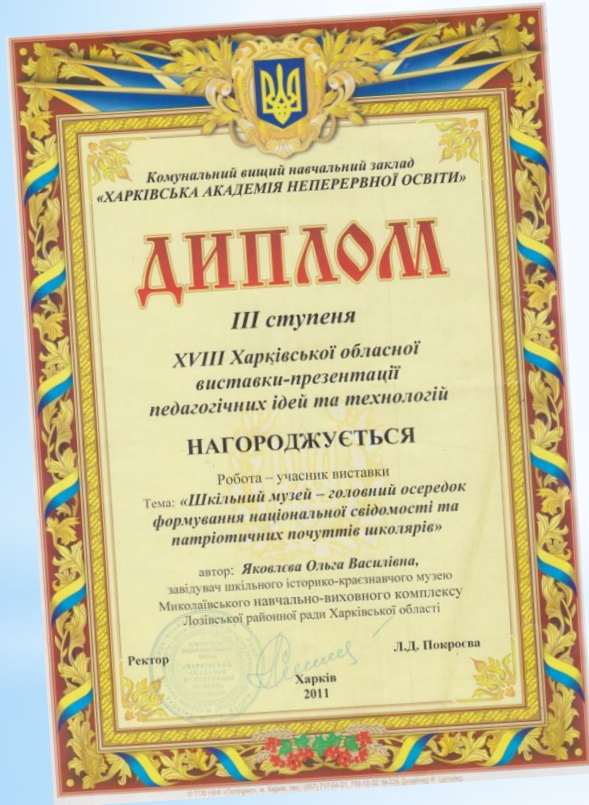 Комунальний вищий навчальний заклад
«ХАРКІВСЬКА АКАДЕМІЯ НЕПЕРЕРВНОЇ ОСВІТИ»
ДИПЛОМ
III ступеня
XVIII Харківської обласної
виставки-презентації
педагогічних ідей та технологій
НАГОРОДЖУЄТЬСЯ
Робота – учасник виставки
Тема: «Шкільний музей – головний осередок
формування національної свідомості та
патріотичних почуттів школярів»
автор: Яковлєва Ольга Василівна,
завідувач шкільного історико-краєзнавчого музею
Миколаївського навчально-виховного комплексу
Лозівської районної ради Харківської області
Ректор
Л.Д. Покроєва
Харків
2011